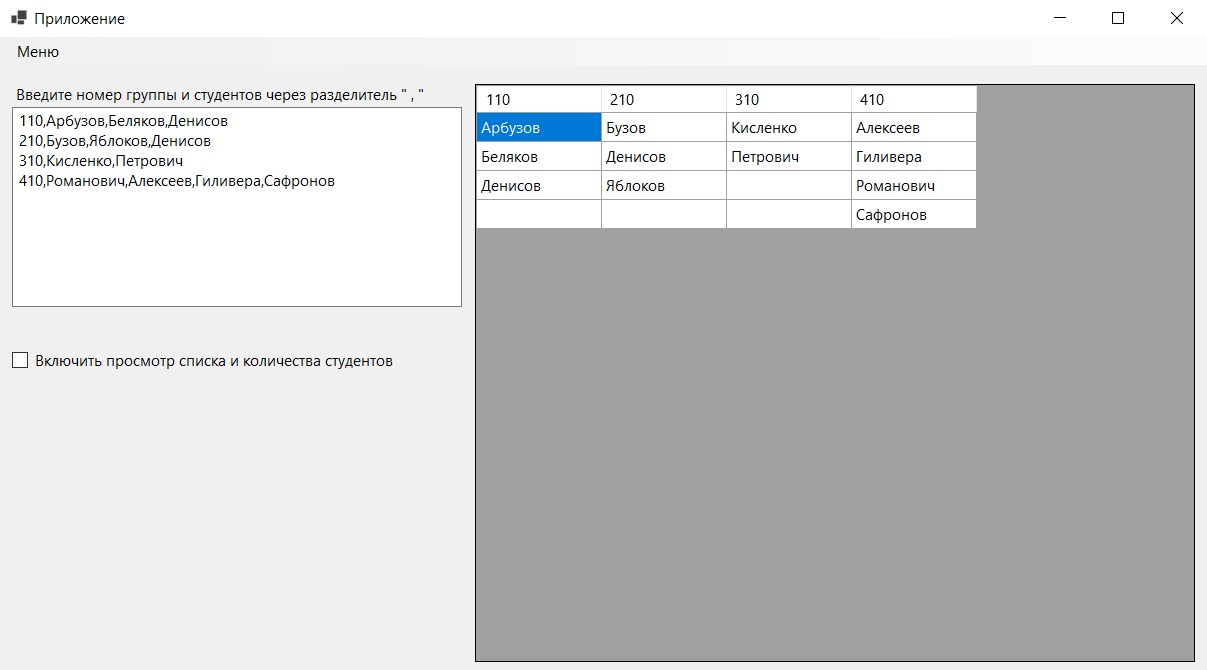 Приложение
Меню
Введите номер группы и студентов через разделитель " , "
110,Арбузов,Беляков,Денисов
210,Бузов,Яблоков,Денисов
310,Кисленко,Петрович
410,Романович,Алексеев,Гиливера,Сафронов
Включить просмотр списка и количества студентов
110 210 310 410
Арбузов Бузов Кисленко Алексеев
Беляков Денисов Петрович Гиливера
Денисов Яблоков Романович
Сафронов